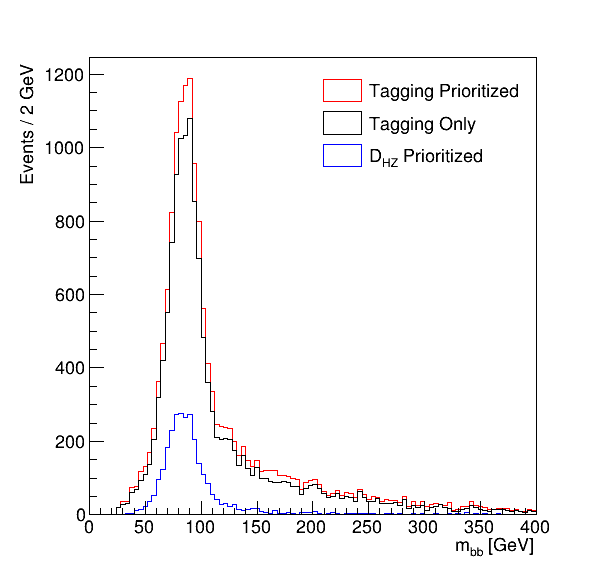 Events / 2 GeV
1200
1000
800
600
400
200
0
Tagging Prioritized
Tagging Only
D_HZ Prioritized
0 50 100 150 200 250 300 350 400
m_bb [GeV]